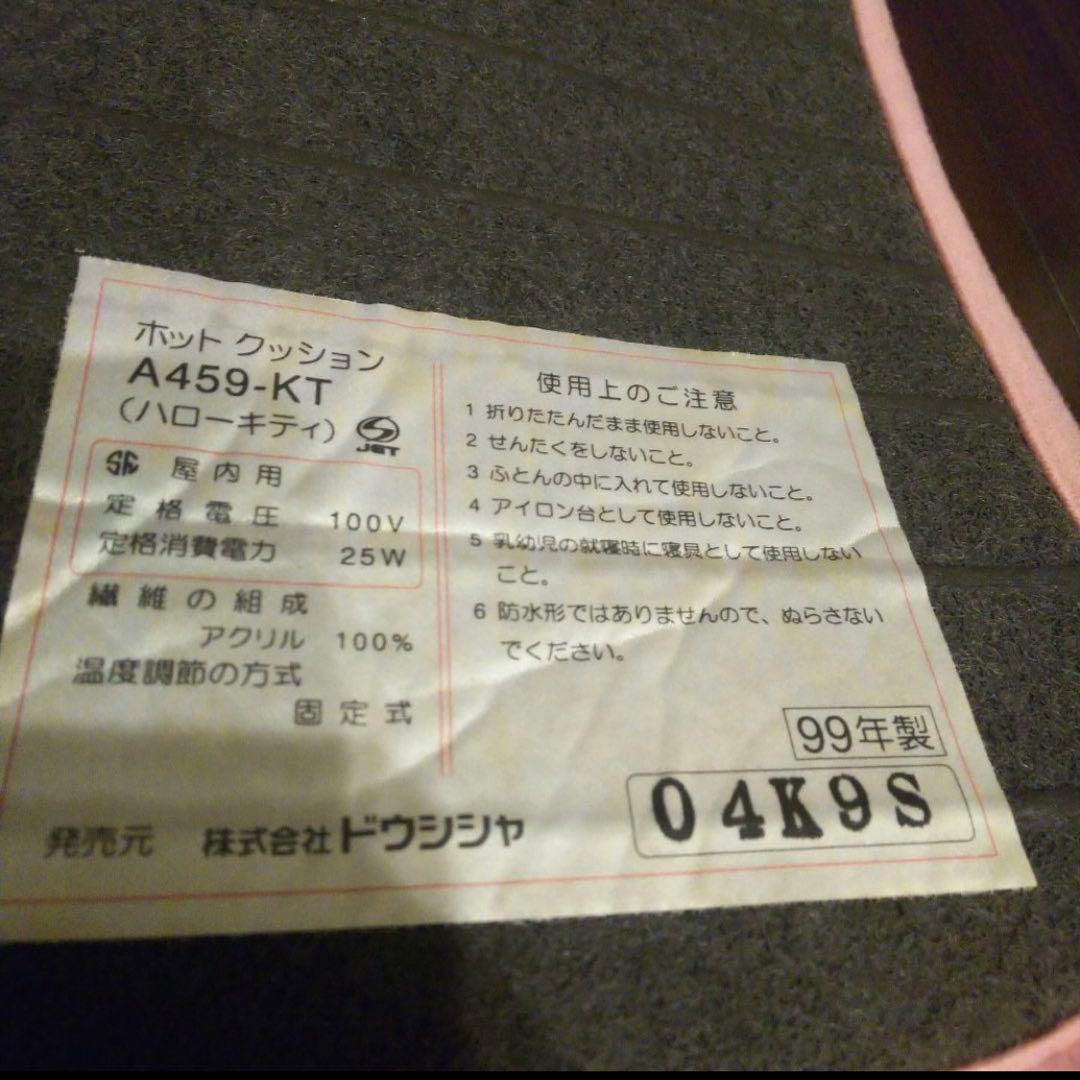 ホット クッション
A459-KT
(ハローキティ)
JET
屋内用
定格電圧 100V
定格消費電力 25W
繊維の組成
アクリル 100%
温度調節の方式
固定式
使用上のご注意
1 折りたたんだまま使用しないこと。
2 せんたくをしないこと。
3 ふとんの中に入れて使用しないこと。
4 アイロン台として使用しないこと。
5 乳幼児の就寝時に寝具として使用しない
こと。
6 防水形ではありませんので、ぬらさない
でください。
99年製
04K9S
発売元 株式会社ドウシシャ